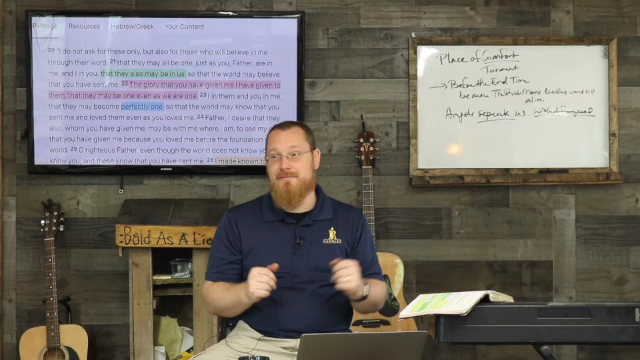 Resources Hebrew/Greek Your Content
20 "I do not ask for these only, but also for those who will believe in me
through their word, 21 that they may all be one, just as you, Father, are in
me, and I in you, that they also may be in us, so that the world may believe
that you have sent me. 22 The glory that you have given me I have given to
them, that they may be one even as we are one, 23 I in them and you in me,
that they may become perfectly one, so that the world may know that you
sent me and loved them even as you loved me. 24 Father, I desire that they
also, whom you have given me, may be with me where I am, to see my
that you have given me because you loved me before the foundation
world. 25 O righteous Father, even though the world does not know
know you, and these know that you have sent me. 26 I made known to
Place of Comfort
Torment
→ Before the End Time
because
Angels speak as
Bold As A Lion